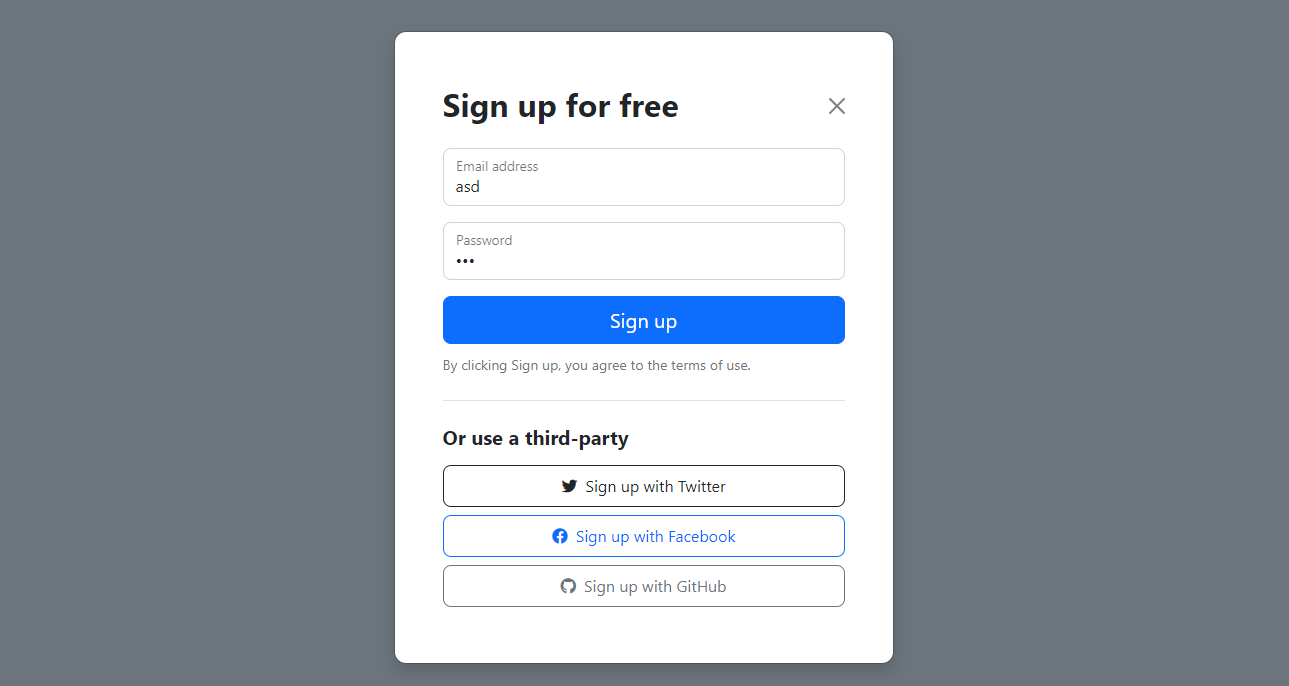 Sign up for free
Email address
asd
Password
•••
Sign up
By clicking Sign up, you agree to the terms of use.
Or use a third-party
Sign up with Twitter
Sign up with Facebook
Sign up with GitHub